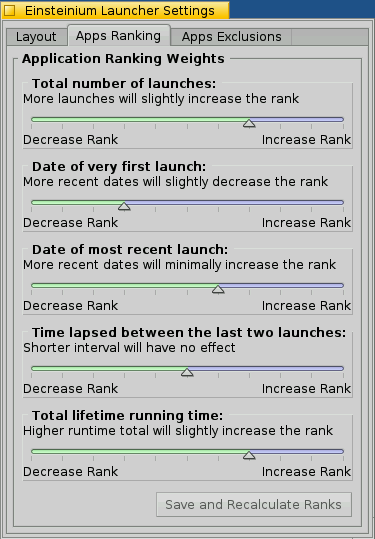 Einsteinium Launcher Settings
Layout Apps Ranking Apps Exclusions
Application Ranking Weights
Total number of launches:
More launches will slightly increase the rank
Decrease Rank Increase Rank
Date of very first launch:
More recent dates will slightly decrease the rank
Decrease Rank Increase Rank
Date of most recent launch:
More recent dates will minimally increase the rank
Decrease Rank Increase Rank
Time lapsed between the last two launches:
Shorter interval will have no effect
Decrease Rank Increase Rank
Total lifetime running time:
Higher runtime total will slightly increase the rank
Decrease Rank Increase Rank
Save and Recalculate Ranks